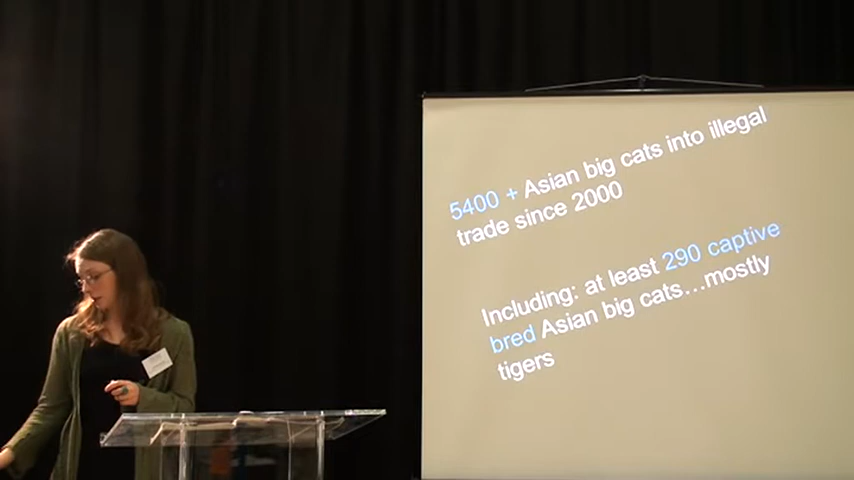 5400 + Asian big cats into illegal
trade since 2000
Including: at least 290 captive
bred Asian big cats...mostly
tigers